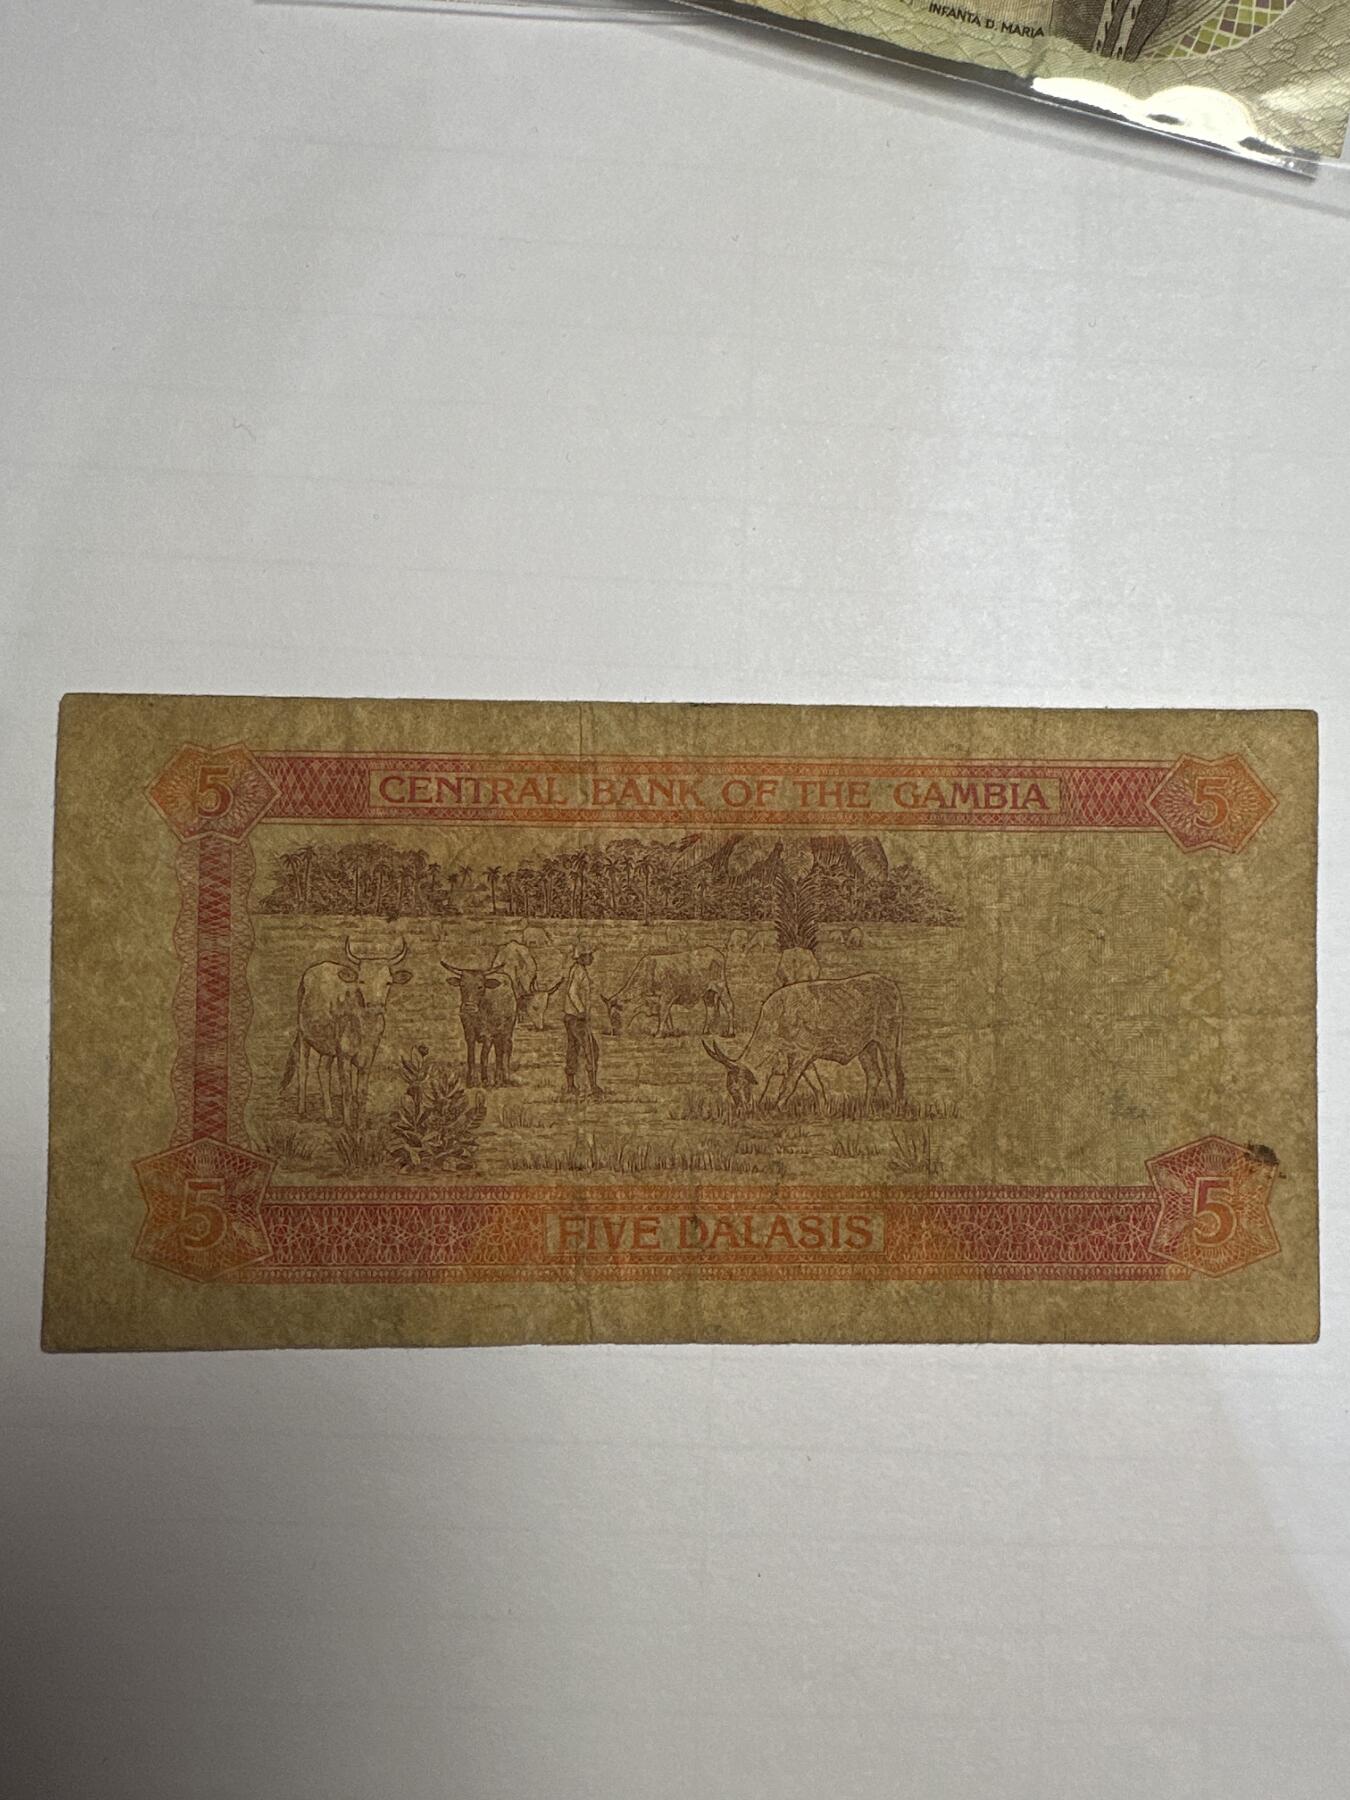 INFANTA D. MARIA
5 CENTRAL BANK OF THE GAMBIA 5
5 FIVE DALASIS 5